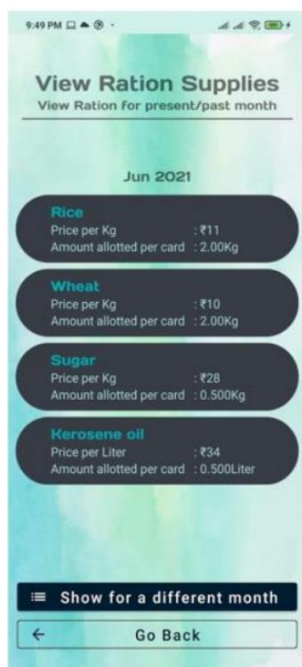 9:49 PM
View Ration Supplies
View Ration for present/past month
Jun 2021
Rice
Price per Kg : ₹11
Amount allotted per card : 2.00Kg
Wheat
Price per Kg : ₹10
Amount allotted per card : 2.00Kg
Sugar
Price per Kg : ₹28
Amount allotted per card : 0.500Kg
Kerosene oil
Price per Liter : ₹34
Amount allotted per card : 0.500Liter
Show for a different month
Go Back